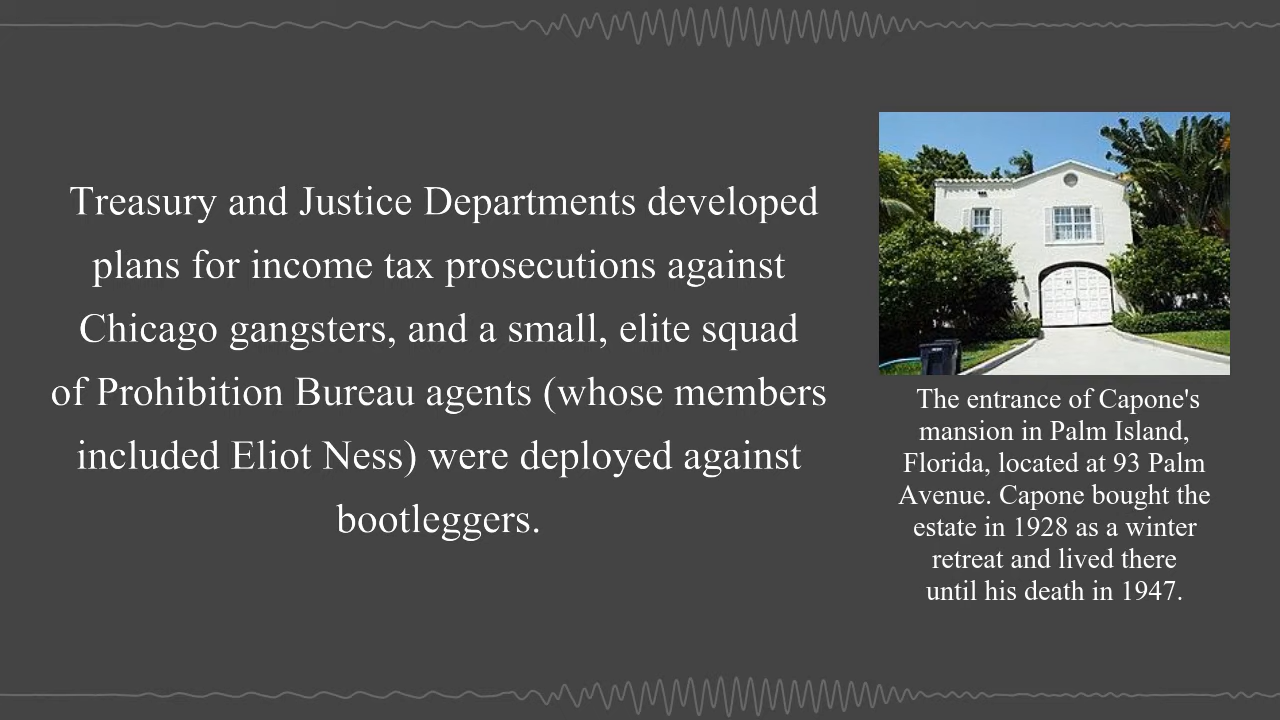 Treasury and Justice Departments developed
plans for income tax prosecutions against
Chicago gangsters, and a small, elite squad
of Prohibition Bureau agents (whose members
included Eliot Ness) were deployed against
bootleggers.
The entrance of Capone's
mansion in Palm Island,
Florida, located at 93 Palm
Avenue. Capone bought the
estate in 1928 as a winter
retreat and lived there
until his death in 1947.